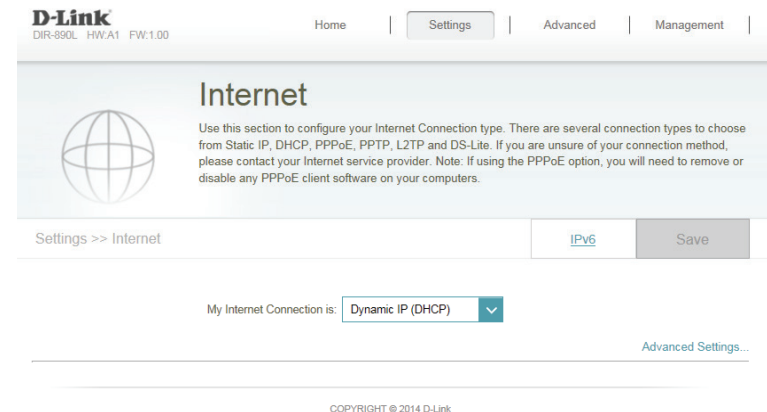 D-Link
DIR-890L HW:A1 FW:1.00
Home
Settings
Advanced
Management
Internet
Use this section to configure your Internet Connection type. There are several connection types to choose
from Static IP, DHCP, PPPoE, PPTP, L2TP and DS-Lite. If you are unsure of your connection method,
please contact your Internet service provider. Note: If using the PPPoE option, you will need to remove or
disable any PPPoE client software on your computers.
Settings >> Internet
IPv6
Save
My Internet Connection is: Dynamic IP (DHCP)
Advanced Settings...
COPYRIGHT © 2014 D-Link